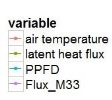 variable
air temperature
latent heat flux
PPFD
Flux_M33